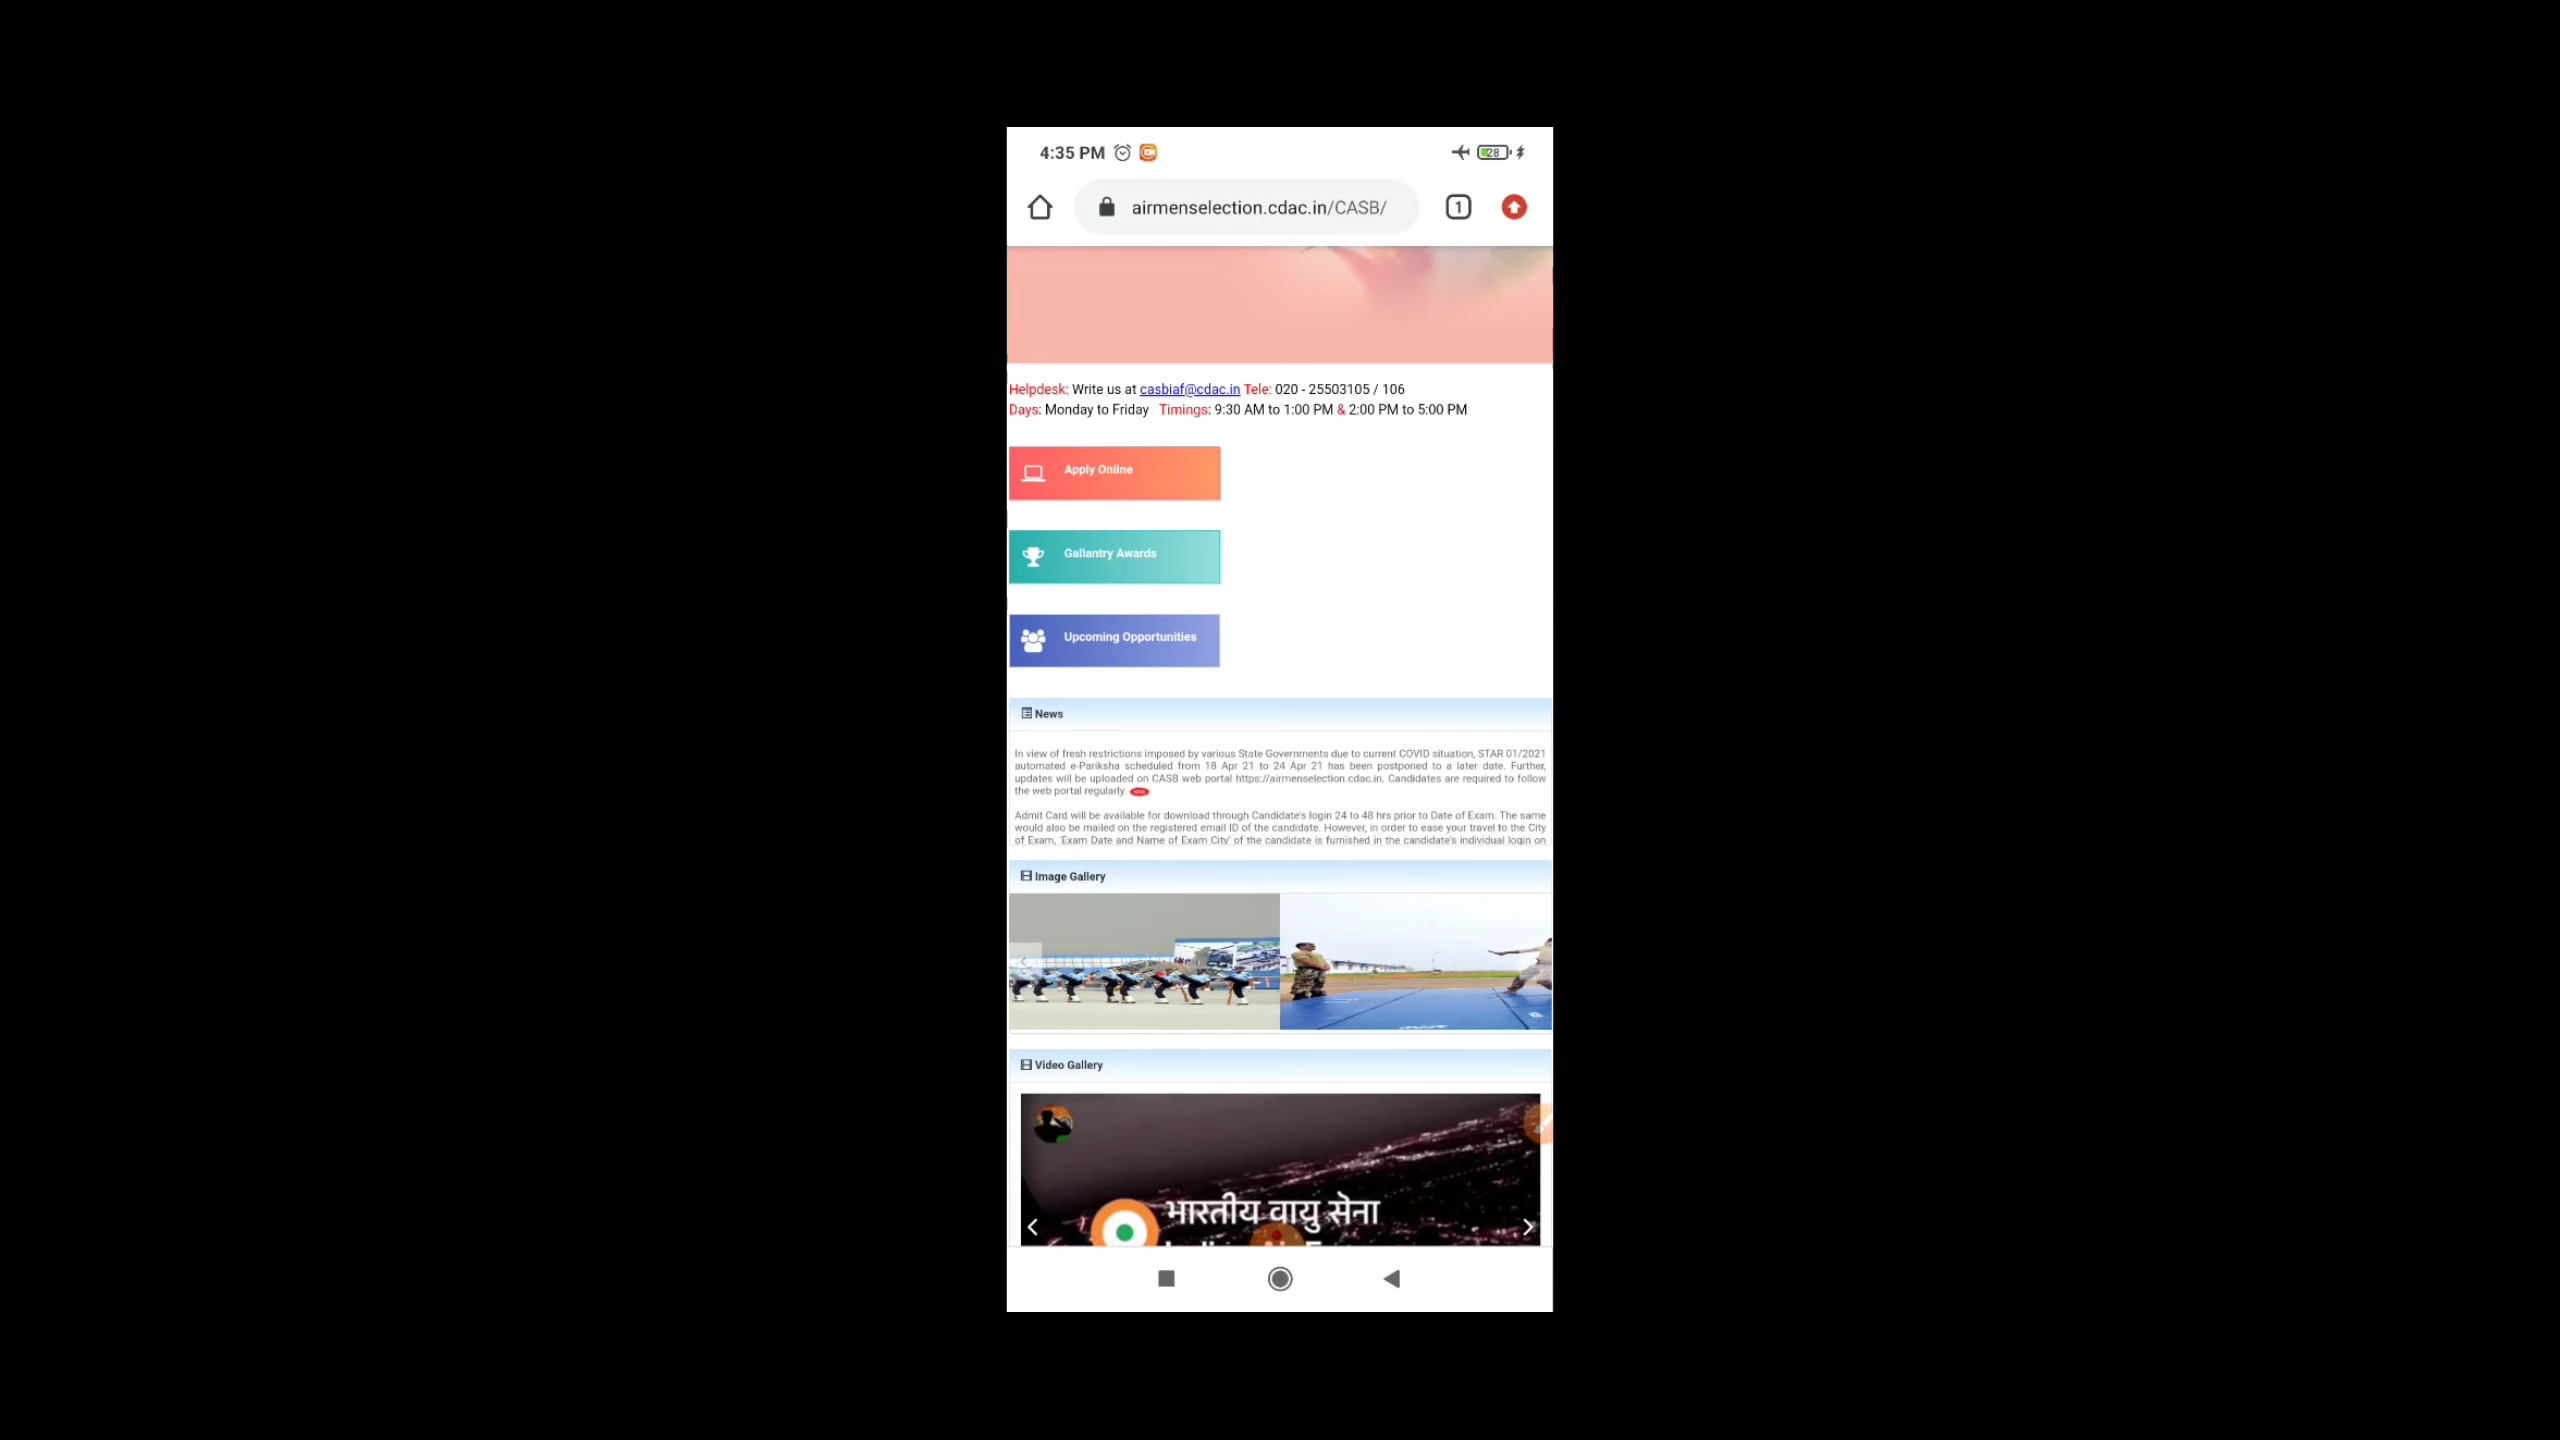 4:35 PM
28
airmenselection.cdac.in/CASB/
1
Helpdesk: Write us at casbiaf@cdac.in Tele: 020 - 25503105 / 106
Days: Monday to Friday Timings: 9:30 AM to 1:00 PM & 2:00 PM to 5:00 PM
Apply Online
Gallantry Awards
Upcoming Opportunities
News
In view of fresh restrictions imposed by various State Governments due to current COVID situation, STAR 01/2021
automated e-Pariksha scheduled from 18 Apr 21 to 24 Apr 21 has been postponed to a later date. Further,
updates will be uploaded on CASB web portal https://airmenselection.cdac.in. Candidates are required to follow
the web portal regularly.
Admit Card will be available for download through Candidate's login 24 to 48 hrs prior to Date of Exam. The same
would also be mailed on the registered email ID of the candidate. However, in order to ease your travel to the City
of Exam, 'Exam Date and Name of Exam City' of the candidate is furnished in the candidate's individual login on
Image Gallery
Video Gallery
भारतीय वायु सेना